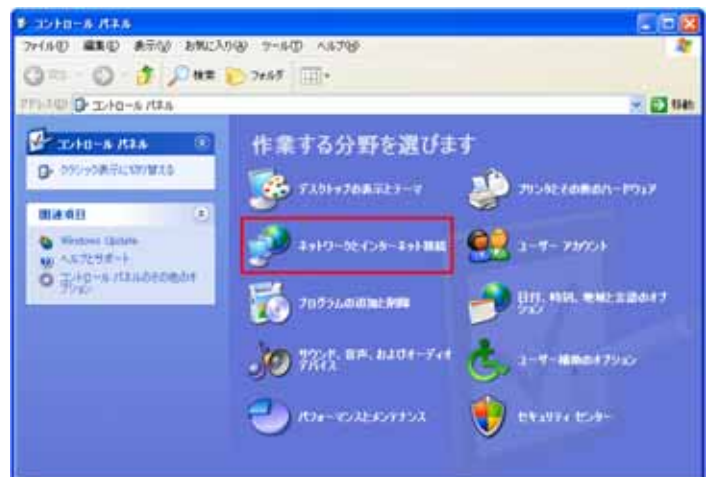 コントロール パネル
ファイル(F) 編集(E) 表示(V) お気に入り(A) ツール(T) ヘルプ(H)
戻る 検索 フォルダ
アドレス(D) コントロール パネル 移動
コントロール パネル
クラシック表示に切り替える
関連項目
Windows Update
ヘルプとサポート
コントロール パネルのその他のオプション
作業する分野を選びます
デスクトップの表示とテーマ
プリンタとその他のハードウェア
ネットワークとインターネット接続
ユーザー アカウント
プログラムの追加と削除
日付、時刻、地域と言語のオプション
サウンド、音声、およびオーディオ デバイス
ユーザー補助のオプション
パフォーマンスとメンテナンス
セキュリティ センター